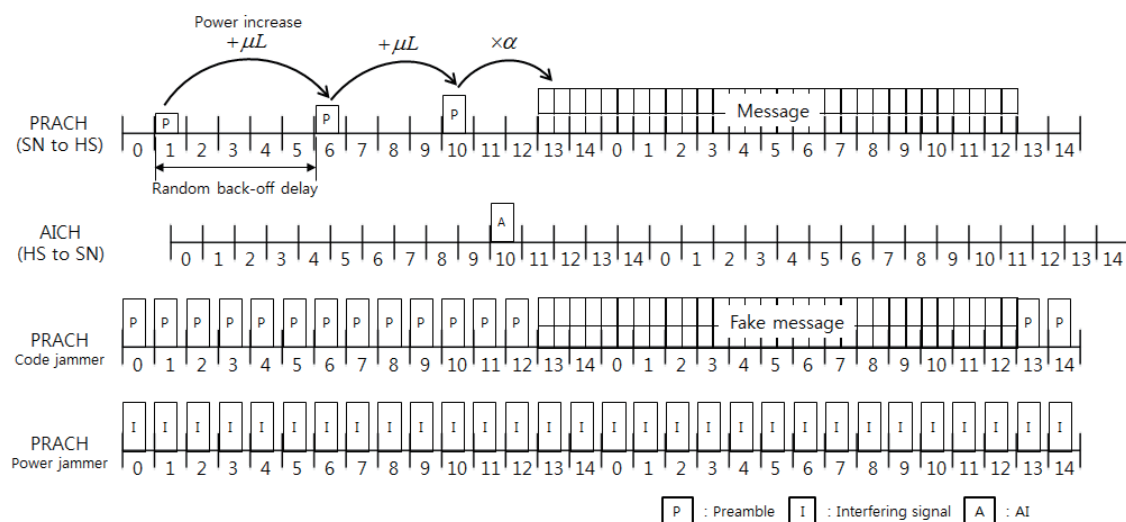 Power increase
+μL
+μL
×α
P
P
P
Message
PRACH
(SN to HS)
0 1 2 3 4 5 6 7 8 9 10 11 12 13 14 0 1 2 3 4 5 6 7 8 9 10 11 12 13 14
Random back-off delay
A
AICH
(HS to SN)
0 1 2 3 4 5 6 7 8 9 10 11 12 13 14 0 1 2 3 4 5 6 7 8 9 10 11 12 13 14
P P P P P P P P P P P P P Fake message P P
PRACH
Code jammer
0 1 2 3 4 5 6 7 8 9 10 11 12 13 14 0 1 2 3 4 5 6 7 8 9 10 11 12 13 14
I I I I I I I I I I I I I I I I I I I I I I I I I I I I I I
PRACH
Power jammer
0 1 2 3 4 5 6 7 8 9 10 11 12 13 14 0 1 2 3 4 5 6 7 8 9 10 11 12 13 14
P : Preamble I : Interfering signal A : AI